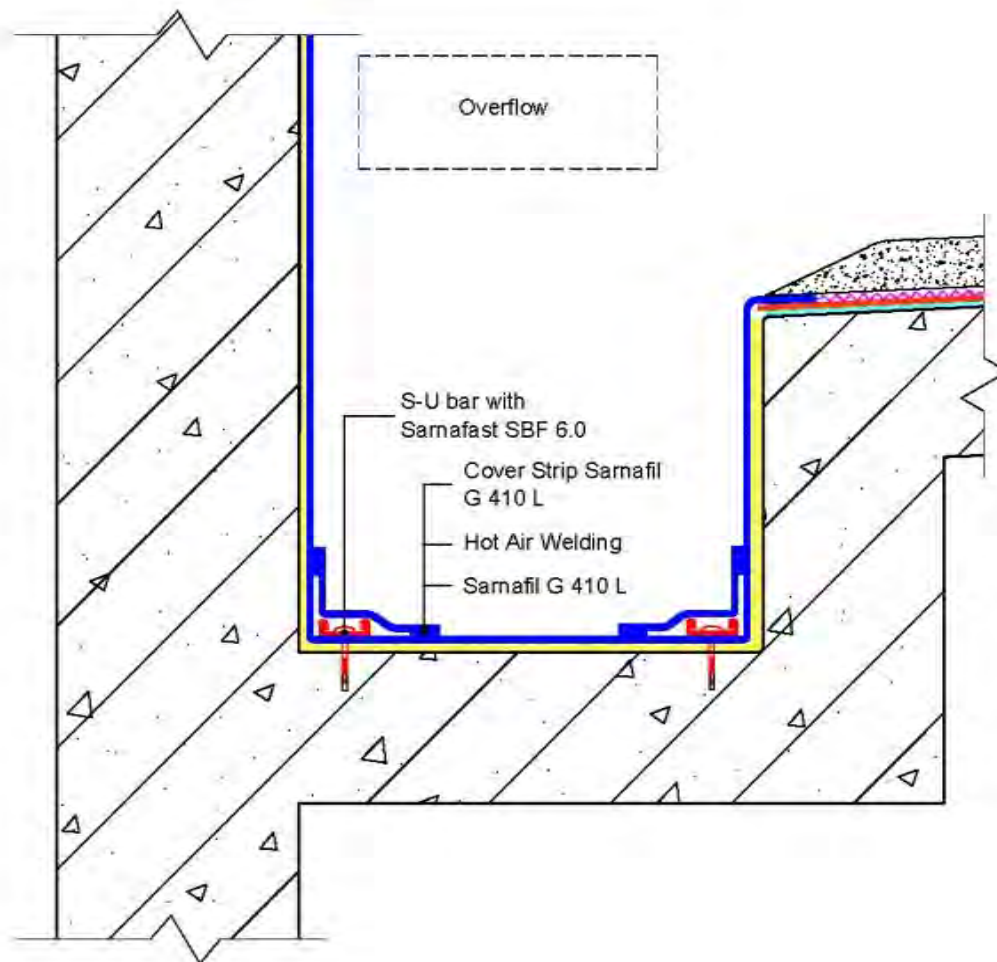 Overflow
S-U bar with
Sarnafast SBF 6.0
Cover Strip Sarnafil
G 410 L
Hot Air Welding
Sarnafil G 410 L